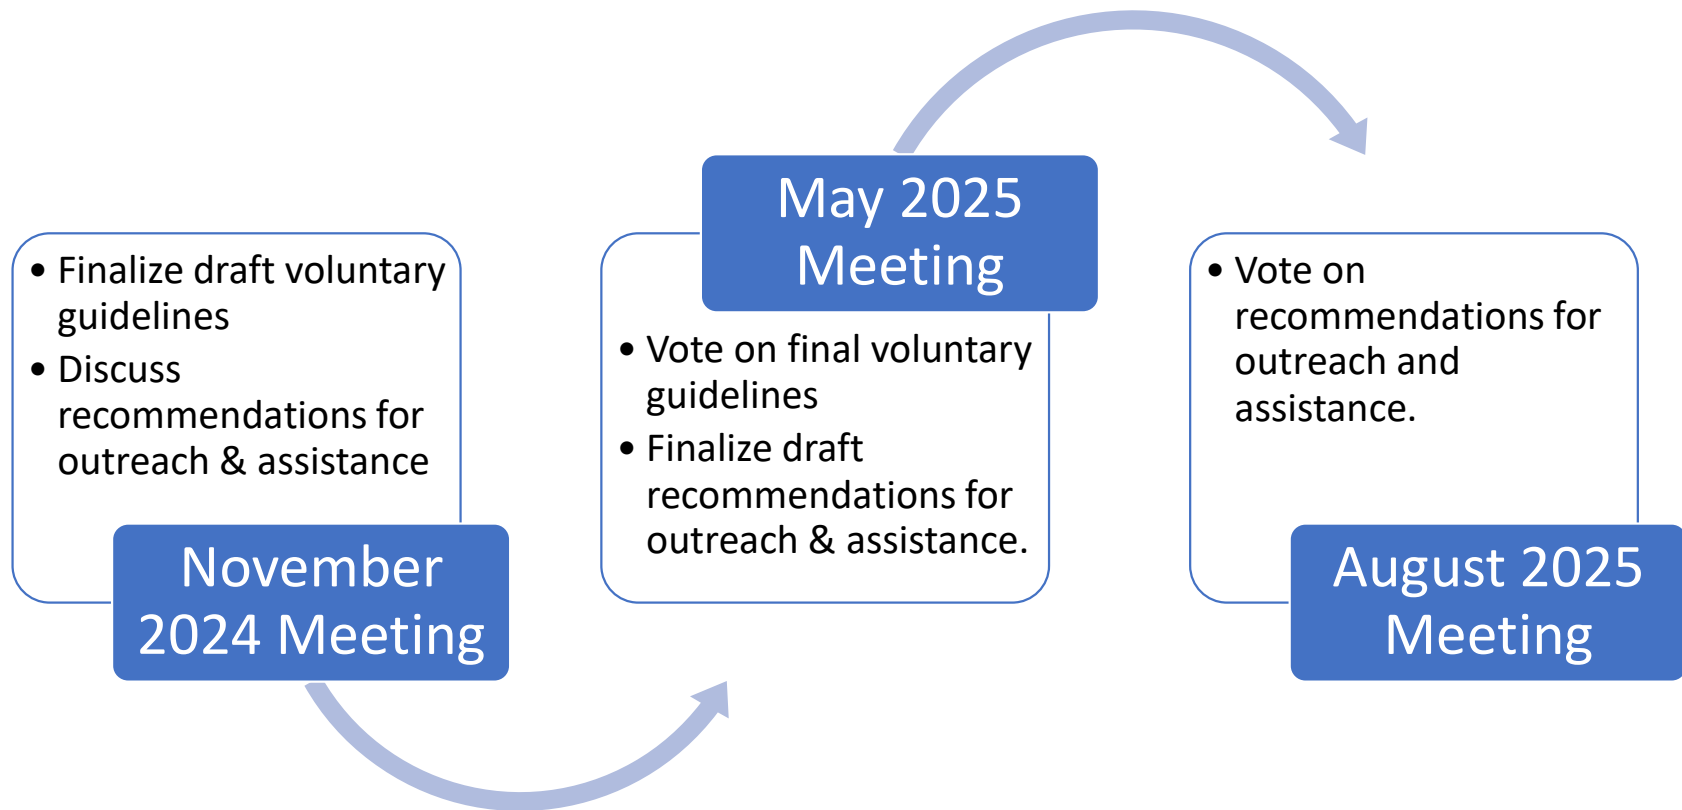 • Finalize draft voluntary
guidelines
• Discuss
recommendations for
outreach & assistance
November
2024 Meeting
May 2025
Meeting
• Vote on final voluntary
guidelines
• Finalize draft
recommendations for
outreach & assistance.
• Vote on
recommendations for
outreach and
assistance.
August 2025
Meeting